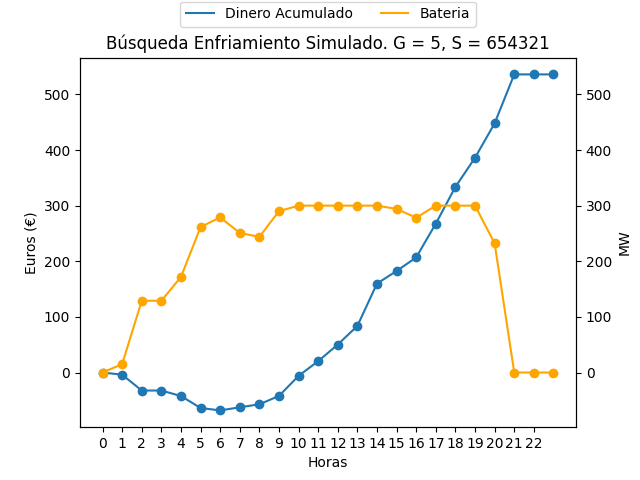 Dinero Acumulado Bateria
Búsqueda Enfriamiento Simulado. G = 5, S = 654321
500 500
400 400
300 300
200 200
100 100
0 0
Euros (€)
MW
0 1 2 3 4 5 6 7 8 9 10 11 12 13 14 15 16 17 18 19 20 21 22
Horas